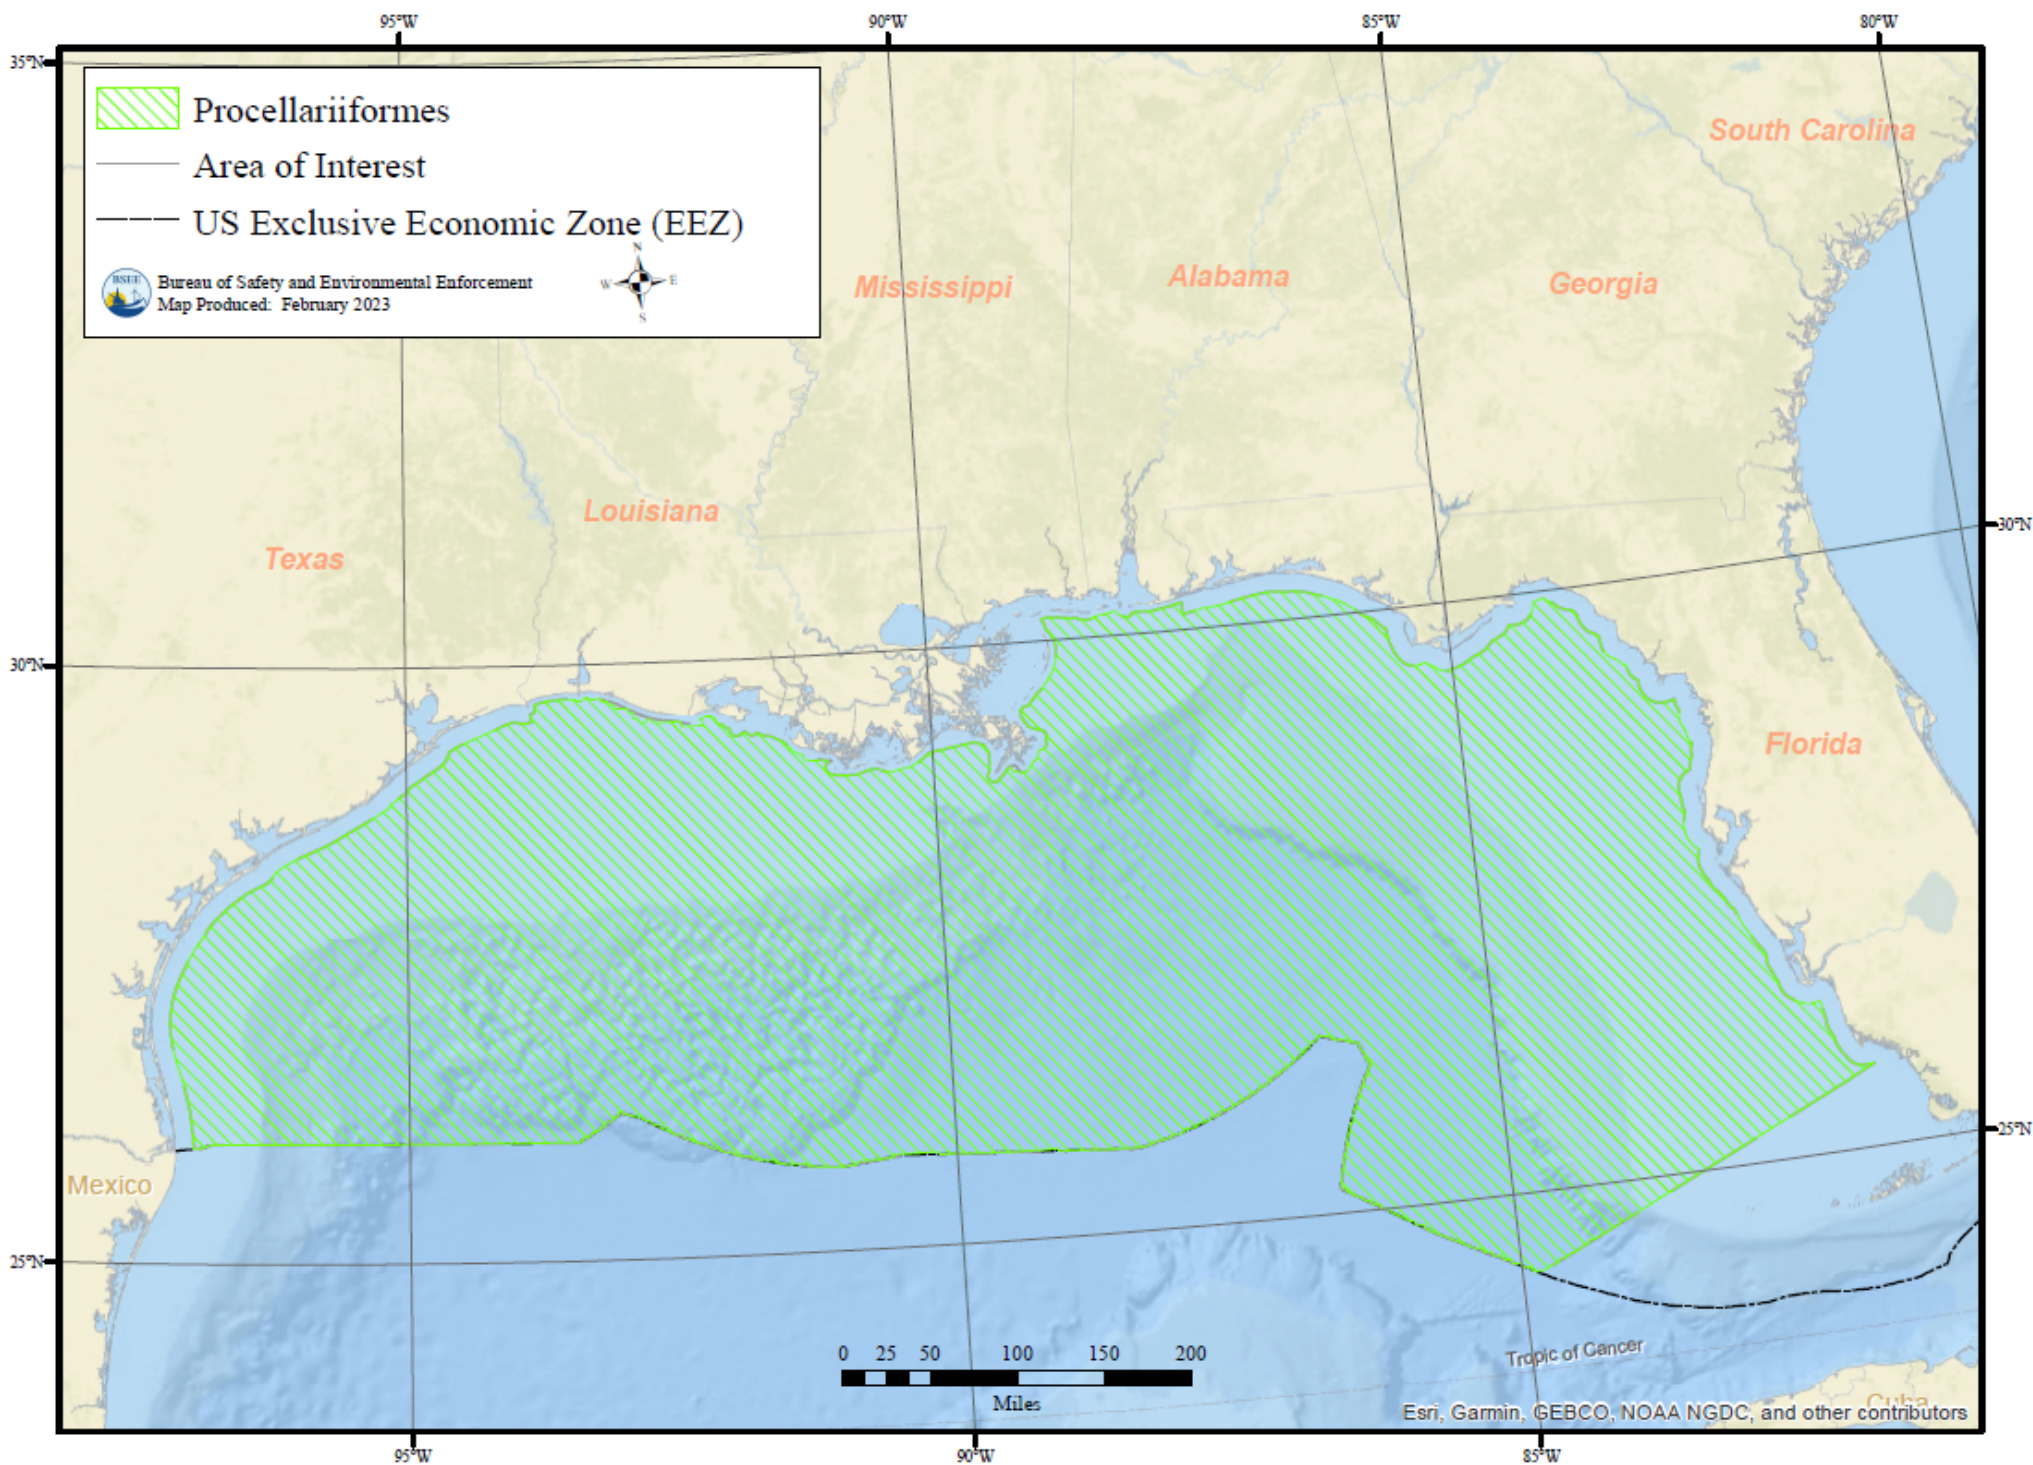 95°W 90°W 85°W 80°W
35°N
Procellariiformes
Area of Interest
US Exclusive Economic Zone (EEZ)
Bureau of Safety and Environmental Enforcement
Map Produced: February 2023
BSEE
N
W E
S
South Carolina
Mississippi
Alabama
Georgia
Louisiana
Texas
30°N
30°N
Florida
25°N
Mexico
25°N
0 25 50 100 150 200
Miles
Tropic of Cancer
Cuba
Esri, Garmin, GEBCO, NOAA NGDC, and other contributors
95°W 90°W 85°W